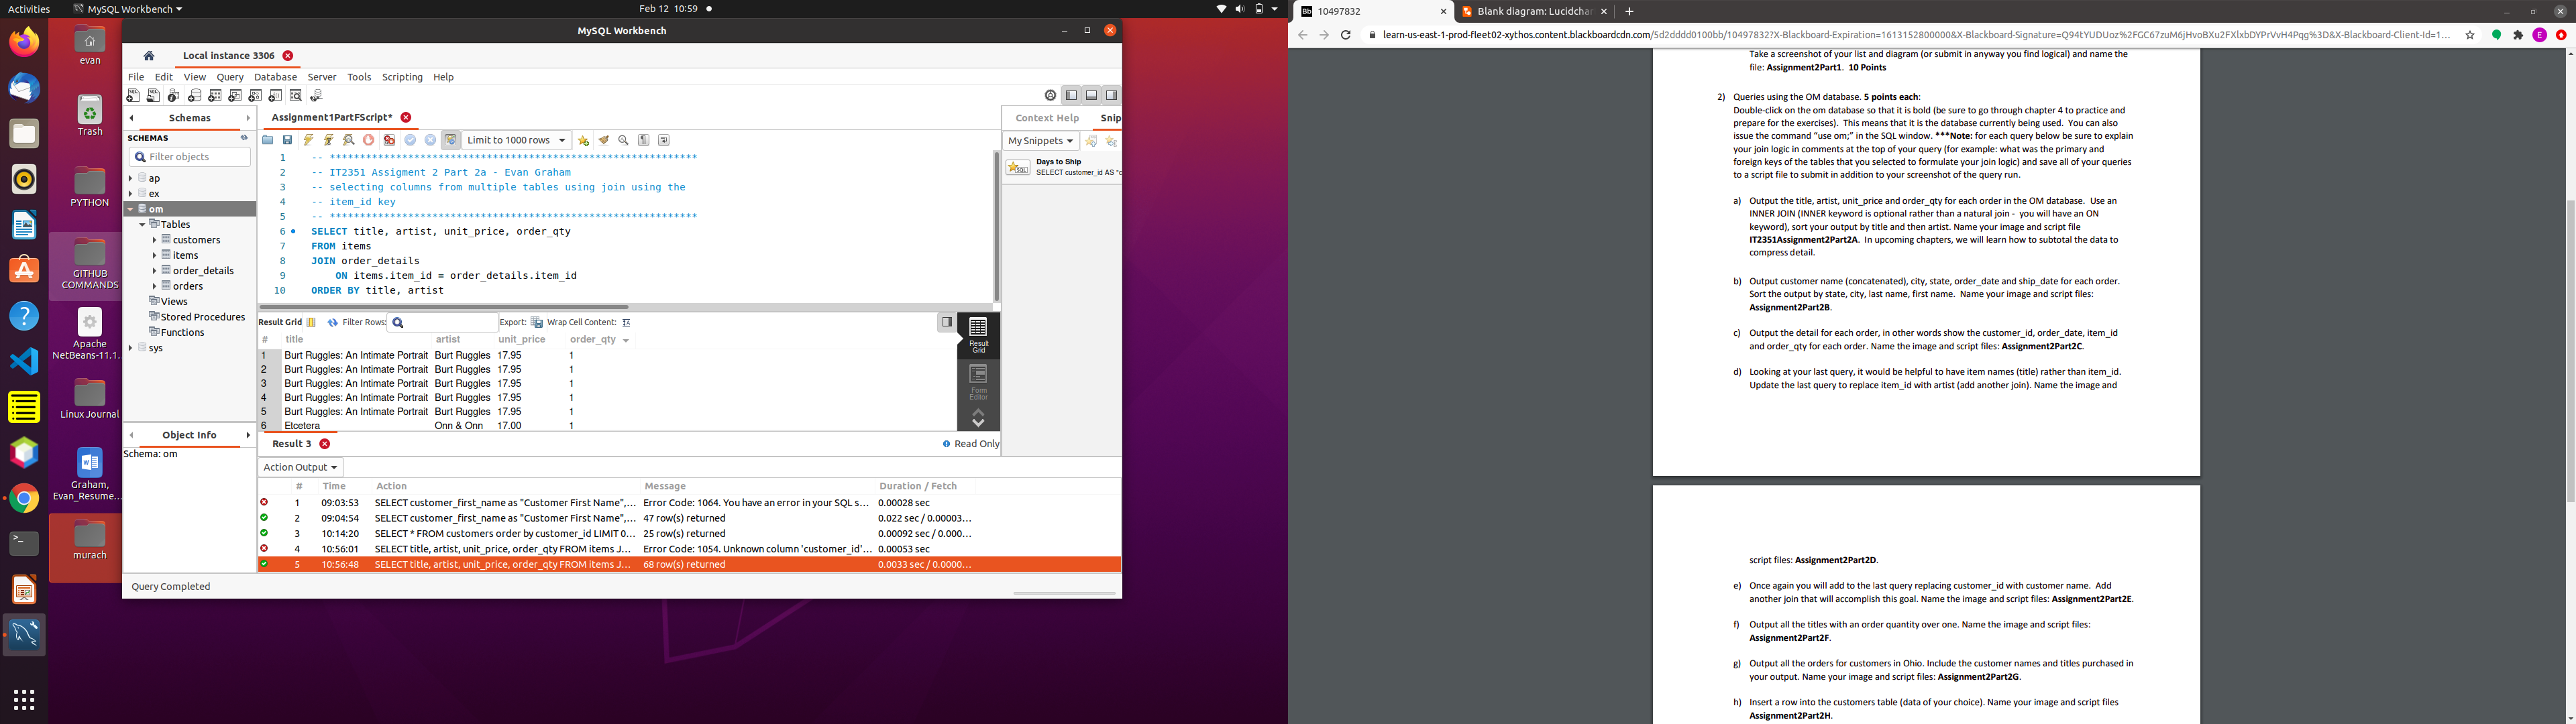 Activities
MySQL Workbench
Feb 12 10:59
MySQL Workbench
evan
Trash
PYTHON
GITHUB
COMMANDS
Apache
NetBeans-11.1...
Linux Journal
Graham,
Evan_Resume...
murach
Local instance 3306
File Edit View Query Database Server Tools Scripting Help
Schemas
SCHEMAS
Filter objects
ap
ex
om
Tables
customers
items
order_details
orders
Views
Stored Procedures
Functions
sys
Object Info
Schema: om
Assignment1PartFScript*
Limit to 1000 rows
1 -- *************************************************************
2 -- IT2351 Assigment 2 Part 2a - Evan Graham
3 -- selecting columns from multiple tables using join using the
4 -- item_id key
5 -- *************************************************************
6 SELECT title, artist, unit_price, order_qty
7 FROM items
8 JOIN order_details
9 ON items.item_id = order_details.item_id
10 ORDER BY title, artist
Context Help Snip
My Snippets
Days to Ship
SELECT customer_id AS "c
Result Grid Filter Rows: Export: Wrap Cell Content:
# title artist unit_price order_qty
1 Burt Ruggles: An Intimate Portrait Burt Ruggles 17.95 1
2 Burt Ruggles: An Intimate Portrait Burt Ruggles 17.95 1
3 Burt Ruggles: An Intimate Portrait Burt Ruggles 17.95 1
4 Burt Ruggles: An Intimate Portrait Burt Ruggles 17.95 1
5 Burt Ruggles: An Intimate Portrait Burt Ruggles 17.95 1
6 Etcetera Onn & Onn 17.00 1
Result
Grid
Form
Editor
Result 3
Read Only
Action Output
# Time Action Message Duration / Fetch
1 09:03:53 SELECT customer_first_name as "Customer First Name",... Error Code: 1064. You have an error in your SQL s... 0.00028 sec
2 09:04:54 SELECT customer_first_name as "Customer First Name",... 47 row(s) returned 0.022 sec / 0.00003...
3 10:14:20 SELECT * FROM customers order by customer_id LIMIT 0... 25 row(s) returned 0.00092 sec / 0.000...
4 10:56:01 SELECT title, artist, unit_price, order_qty FROM items J... Error Code: 1054. Unknown column 'customer_id'... 0.00053 sec
5 10:56:48 SELECT title, artist, unit_price, order_qty FROM items J... 68 row(s) returned 0.0033 sec / 0.0000...
Query Completed
Bb 10497832
Blank diagram: Lucidchar
learn-us-east-1-prod-fleet02-xythos.content.blackboardcdn.com/5d2dddd0100bb/10497832?X-Blackboard-Expiration=1613152800000&X-Blackboard-Signature=Q94tYUDUoz%2FGC67zuM6jHvoBXu2FXlxbDYPrVvH4Pqg%3D&X-Blackboard-Client-Id=1...
E
Take a screenshot of your list and diagram (or submit in anyway you find logical) and name the
file: Assignment2Part1. 10 Points
2) Queries using the OM database. 5 points each:
Double-click on the om database so that it is bold (be sure to go through chapter 4 to practice and
prepare for the exercises). This means that it is the database currently being used. You can also
issue the command "use om;" in the SQL window. ***Note: for each query below be sure to explain
your join logic in comments at the top of your query (for example: what was the primary and
foreign keys of the tables that you selected to formulate your join logic) and save all of your queries
to a script file to submit in addition to your screenshot of the query run.
a) Output the title, artist, unit_price and order_qty for each order in the OM database. Use an
INNER JOIN (INNER keyword is optional rather than a natural join - you will have an ON
keyword), sort your output by title and then artist. Name your image and script file
IT2351Assignment2Part2A. In upcoming chapters, we will learn how to subtotal the data to
compress detail.
b) Output customer name (concatenated), city, state, order_date and ship_date for each order.
Sort the output by state, city, last name, first name. Name your image and script files:
Assignment2Part2B.
c) Output the detail for each order, in other words show the customer_id, order_date, item_id
and order_qty for each order. Name the image and script files: Assignment2Part2C.
d) Looking at your last query, it would be helpful to have item names (title) rather than item_id.
Update the last query to replace item_id with artist (add another join). Name the image and
script files: Assignment2Part2D.
e) Once again you will add to the last query replacing customer_id with customer name. Add
another join that will accomplish this goal. Name the image and script files: Assignment2Part2E.
f) Output all the titles with an order quantity over one. Name the image and script files:
Assignment2Part2F.
g) Output all the orders for customers in Ohio. Include the customer names and titles purchased in
your output. Name your image and script files: Assignment2Part2G.
h) Insert a row into the customers table (data of your choice). Name your image and script files
Assignment2Part2H.